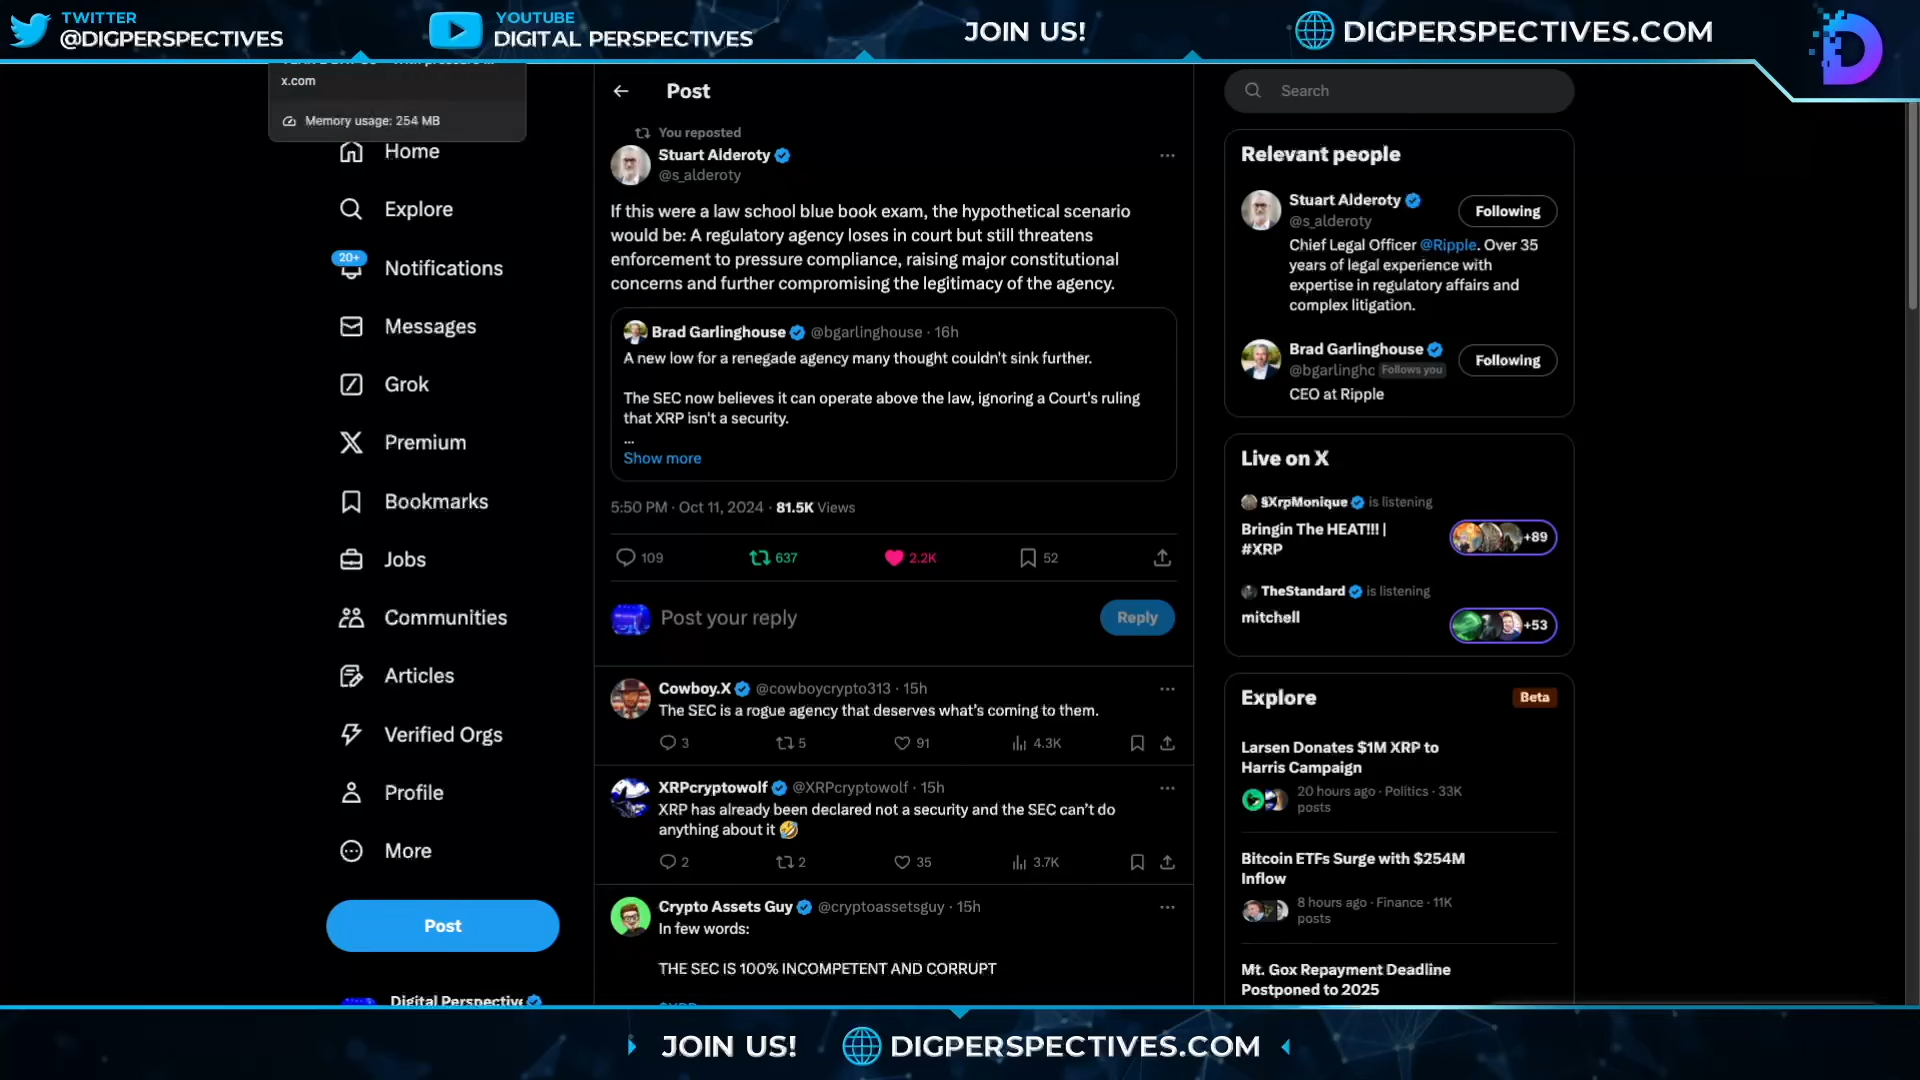 TWITTER
@DIGPERSPECTIVES
YOUTUBE
DIGITAL PERSPECTIVES
JOIN US!
DIGPERSPECTIVES.COM
x.com
Memory usage: 254 MB
Home
Explore
20+
Notifications
Messages
Grok
Premium
Bookmarks
Jobs
Communities
Articles
Verified Orgs
Profile
More
Post
Digital Perspective
Post
You reposted
Stuart Alderoty
@s_alderoty
If this were a law school blue book exam, the hypothetical scenario
would be: A regulatory agency loses in court but still threatens
enforcement to pressure compliance, raising major constitutional
concerns and further compromising the legitimacy of the agency.
Brad Garlinghouse @bgarlinghouse · 16h
A new low for a renegade agency many thought couldn't sink further.
The SEC now believes it can operate above the law, ignoring a Court's ruling
that XRP isn't a security.
...
Show more
5:50 PM · Oct 11, 2024 · 81.5K Views
109 637 2.2K 52
Post your reply
Reply
Cowboy.X @cowboycrypto313 · 15h
The SEC is a rogue agency that deserves what's coming to them.
3 5 91 4.3K
XRPcryptowolf @XRPcryptowolf · 15h
XRP has already been declared not a security and the SEC can't do
anything about it 🤣
2 2 35 3.7K
Crypto Assets Guy @cryptoassetsguy · 15h
In few words:
THE SEC IS 100% INCOMPETENT AND CORRUPT
Search
Relevant people
Stuart Alderoty
@s_alderoty
Following
Chief Legal Officer @Ripple. Over 35
years of legal experience with
expertise in regulatory affairs and
complex litigation.
Brad Garlinghouse
@bgarlinghc Follows you
Following
CEO at Ripple
Live on X
XrpMonique is listening
Bringin The HEAT!!! |
#XRP
+89
TheStandard is listening
mitchell
+53
Explore
Beta
Larsen Donates $1M XRP to
Harris Campaign
20 hours ago · Politics · 33K
posts
Bitcoin ETFs Surge with $254M
Inflow
8 hours ago · Finance · 11K
posts
Mt. Gox Repayment Deadline
Postponed to 2025
JOIN US!
DIGPERSPECTIVES.COM